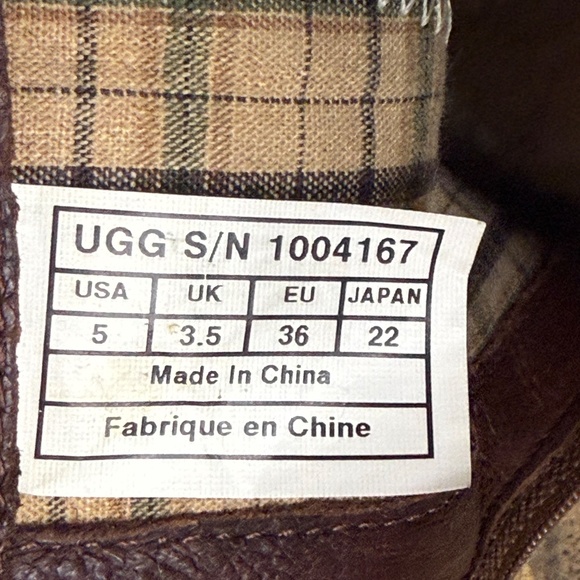 UGG S/N 1004167
USA UK EU JAPAN
5 3.5 36 22
Made In China
Fabrique en Chine